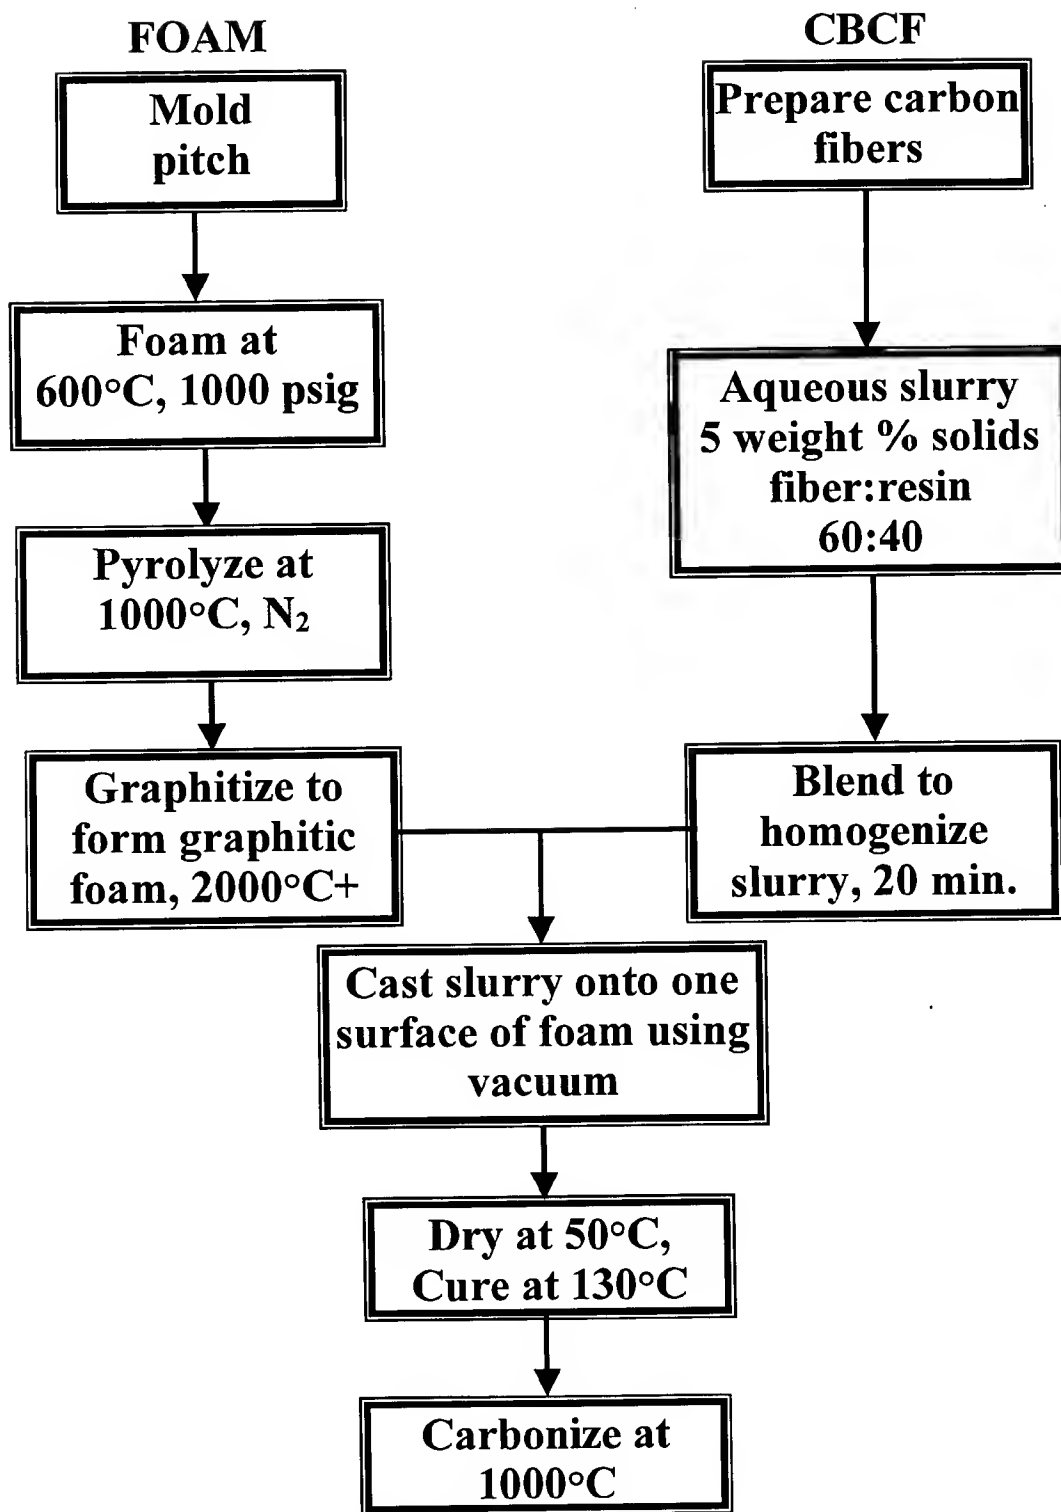 FOAM
Mold
pitch
Foam at
600°C, 1000 psig
Pyrolyze at
1000°C, N₂
Graphitize to
form graphitic
foam, 2000°C+
CBCF
Prepare carbon
fibers
Aqueous slurry
5 weight % solids
fiber:resin
60:40
Blend to
homogenize
slurry, 20 min.
Cast slurry onto one
surface of foam using
vacuum
Dry at 50°C,
Cure at 130°C
Carbonize at
1000°C